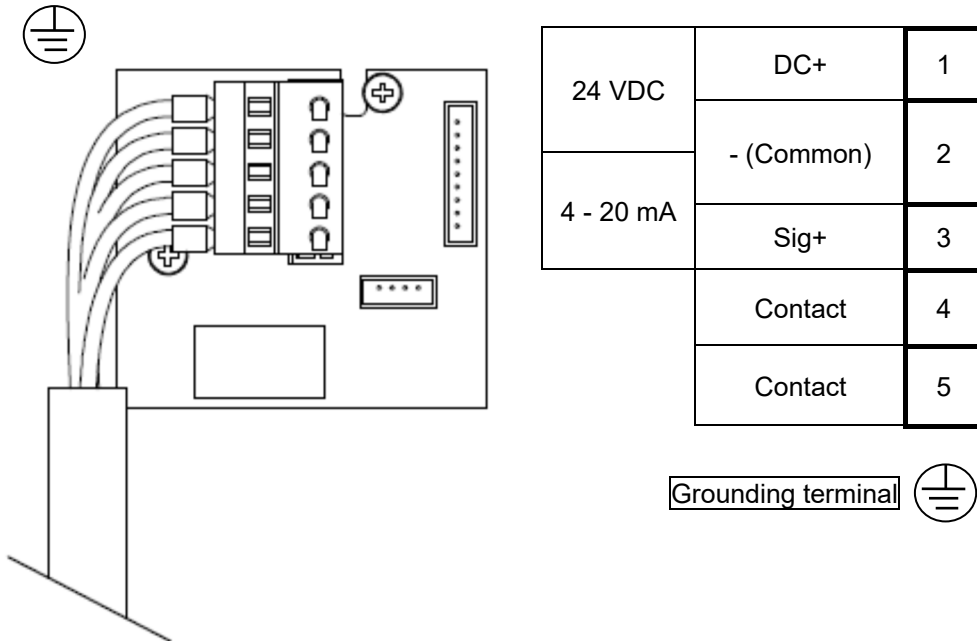 24 VDC
DC+
1
- (Common)
2
4 - 20 mA
Sig+
3
Contact
4
Contact
5
Grounding terminal